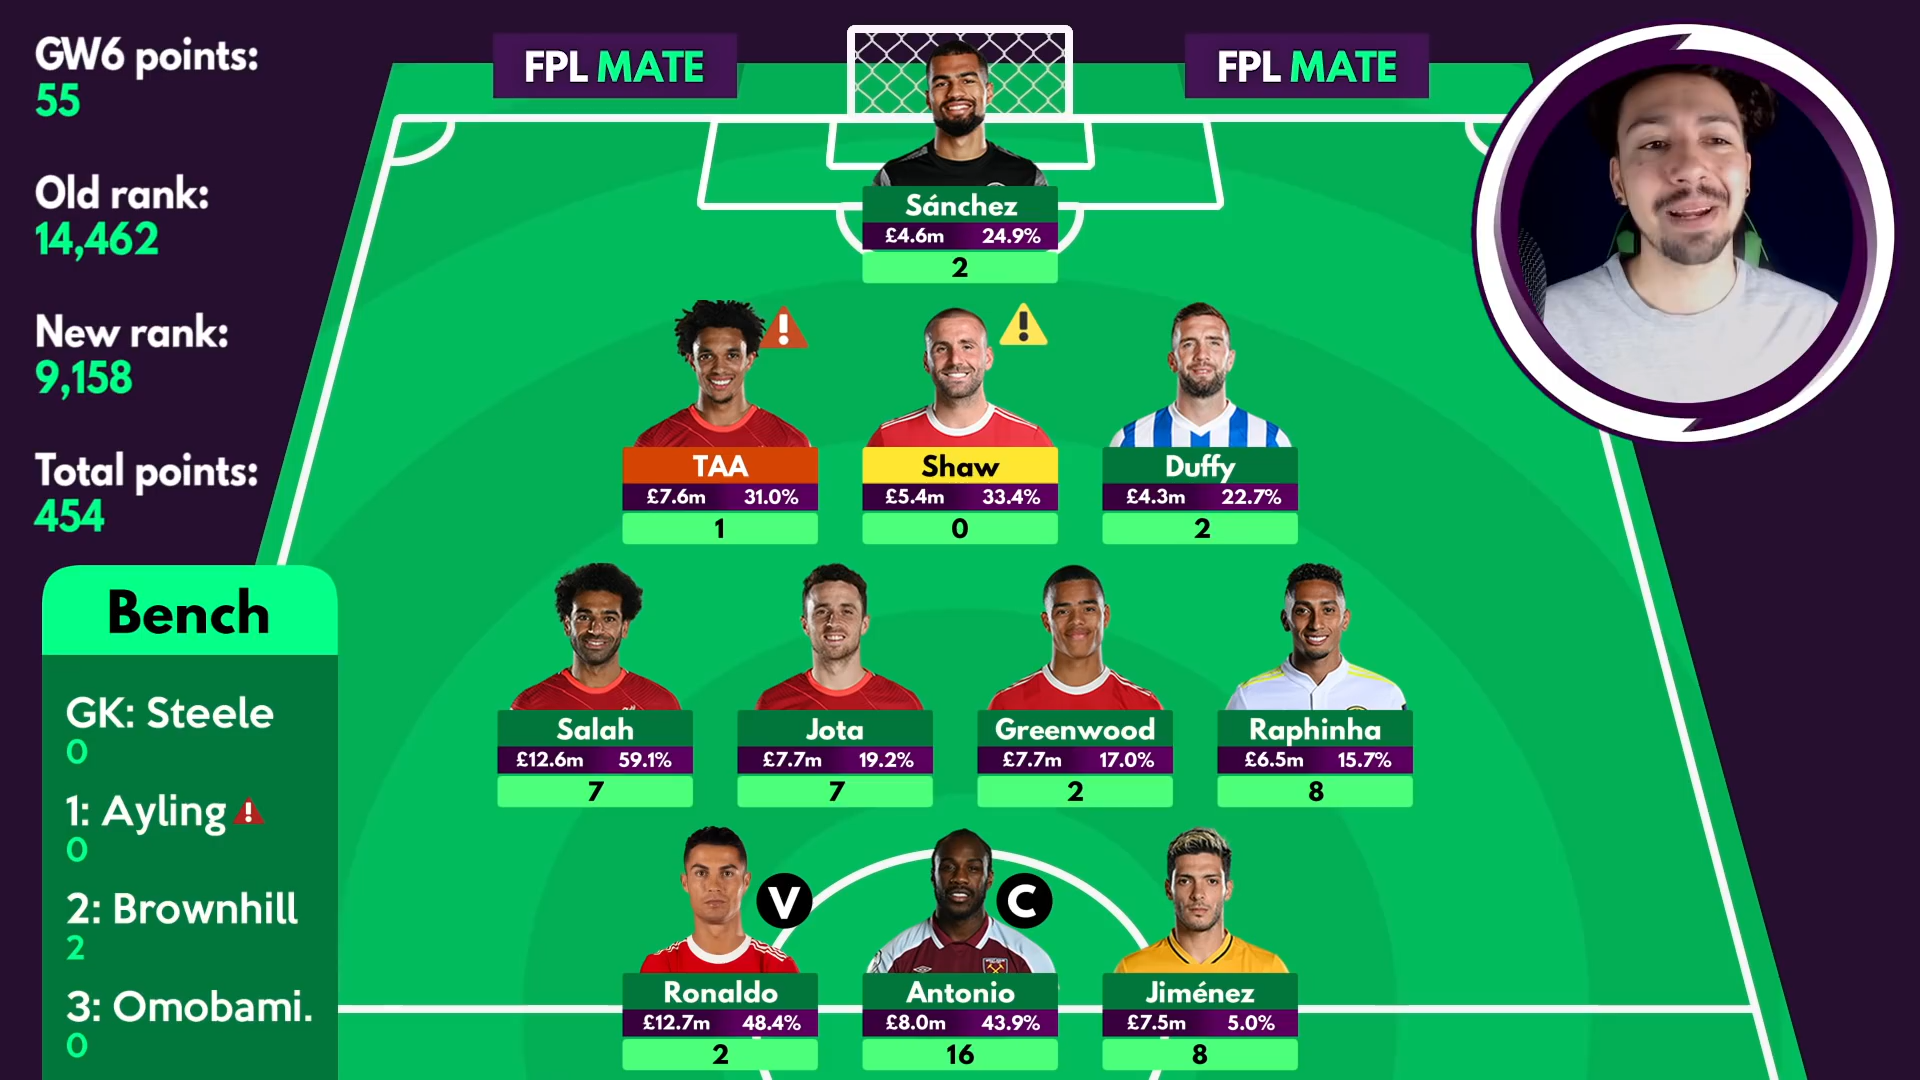 GW6 points:
55
Old rank:
14,462
New rank:
9,158
Total points:
454
Bench
GK: Steele
0
1: Ayling
0
2: Brownhill
2
3: Omobami.
0
FPL MATE
FPL MATE
Sánchez
£4.6m 24.9%
2
TAA
£7.6m 31.0%
1
Shaw
£5.4m 33.4%
0
Duffy
£4.3m 22.7%
2
Salah
£12.6m 59.1%
7
Jota
£7.7m 19.2%
7
Greenwood
£7.7m 17.0%
2
Raphinha
£6.5m 15.7%
8
V
Ronaldo
£12.7m 48.4%
2
C
Antonio
£8.0m 43.9%
16
Jiménez
£7.5m 5.0%
8